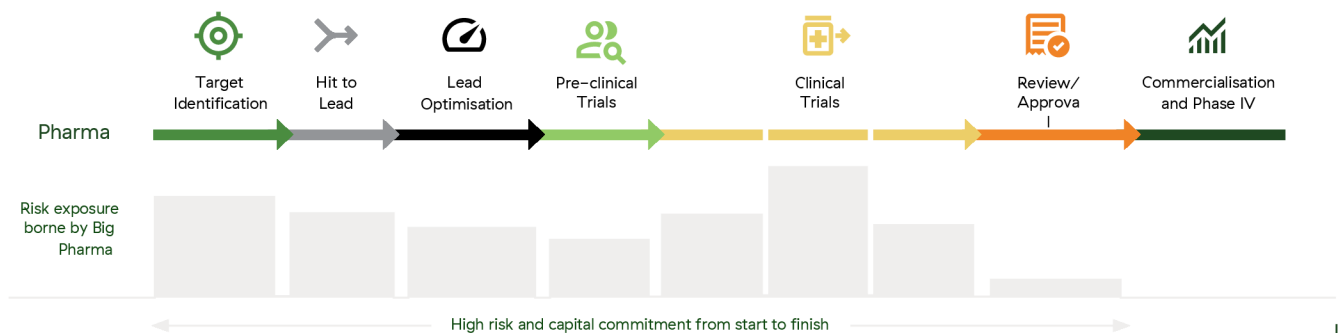 Target
Identification
Hit to
Lead
Lead
Optimisation
Pre-clinical
Trials
Clinical
Trials
Review/
Approva
l
Commercialisation
and Phase IV
Pharma
Risk exposure
borne by Big
Pharma
High risk and capital commitment from start to finish